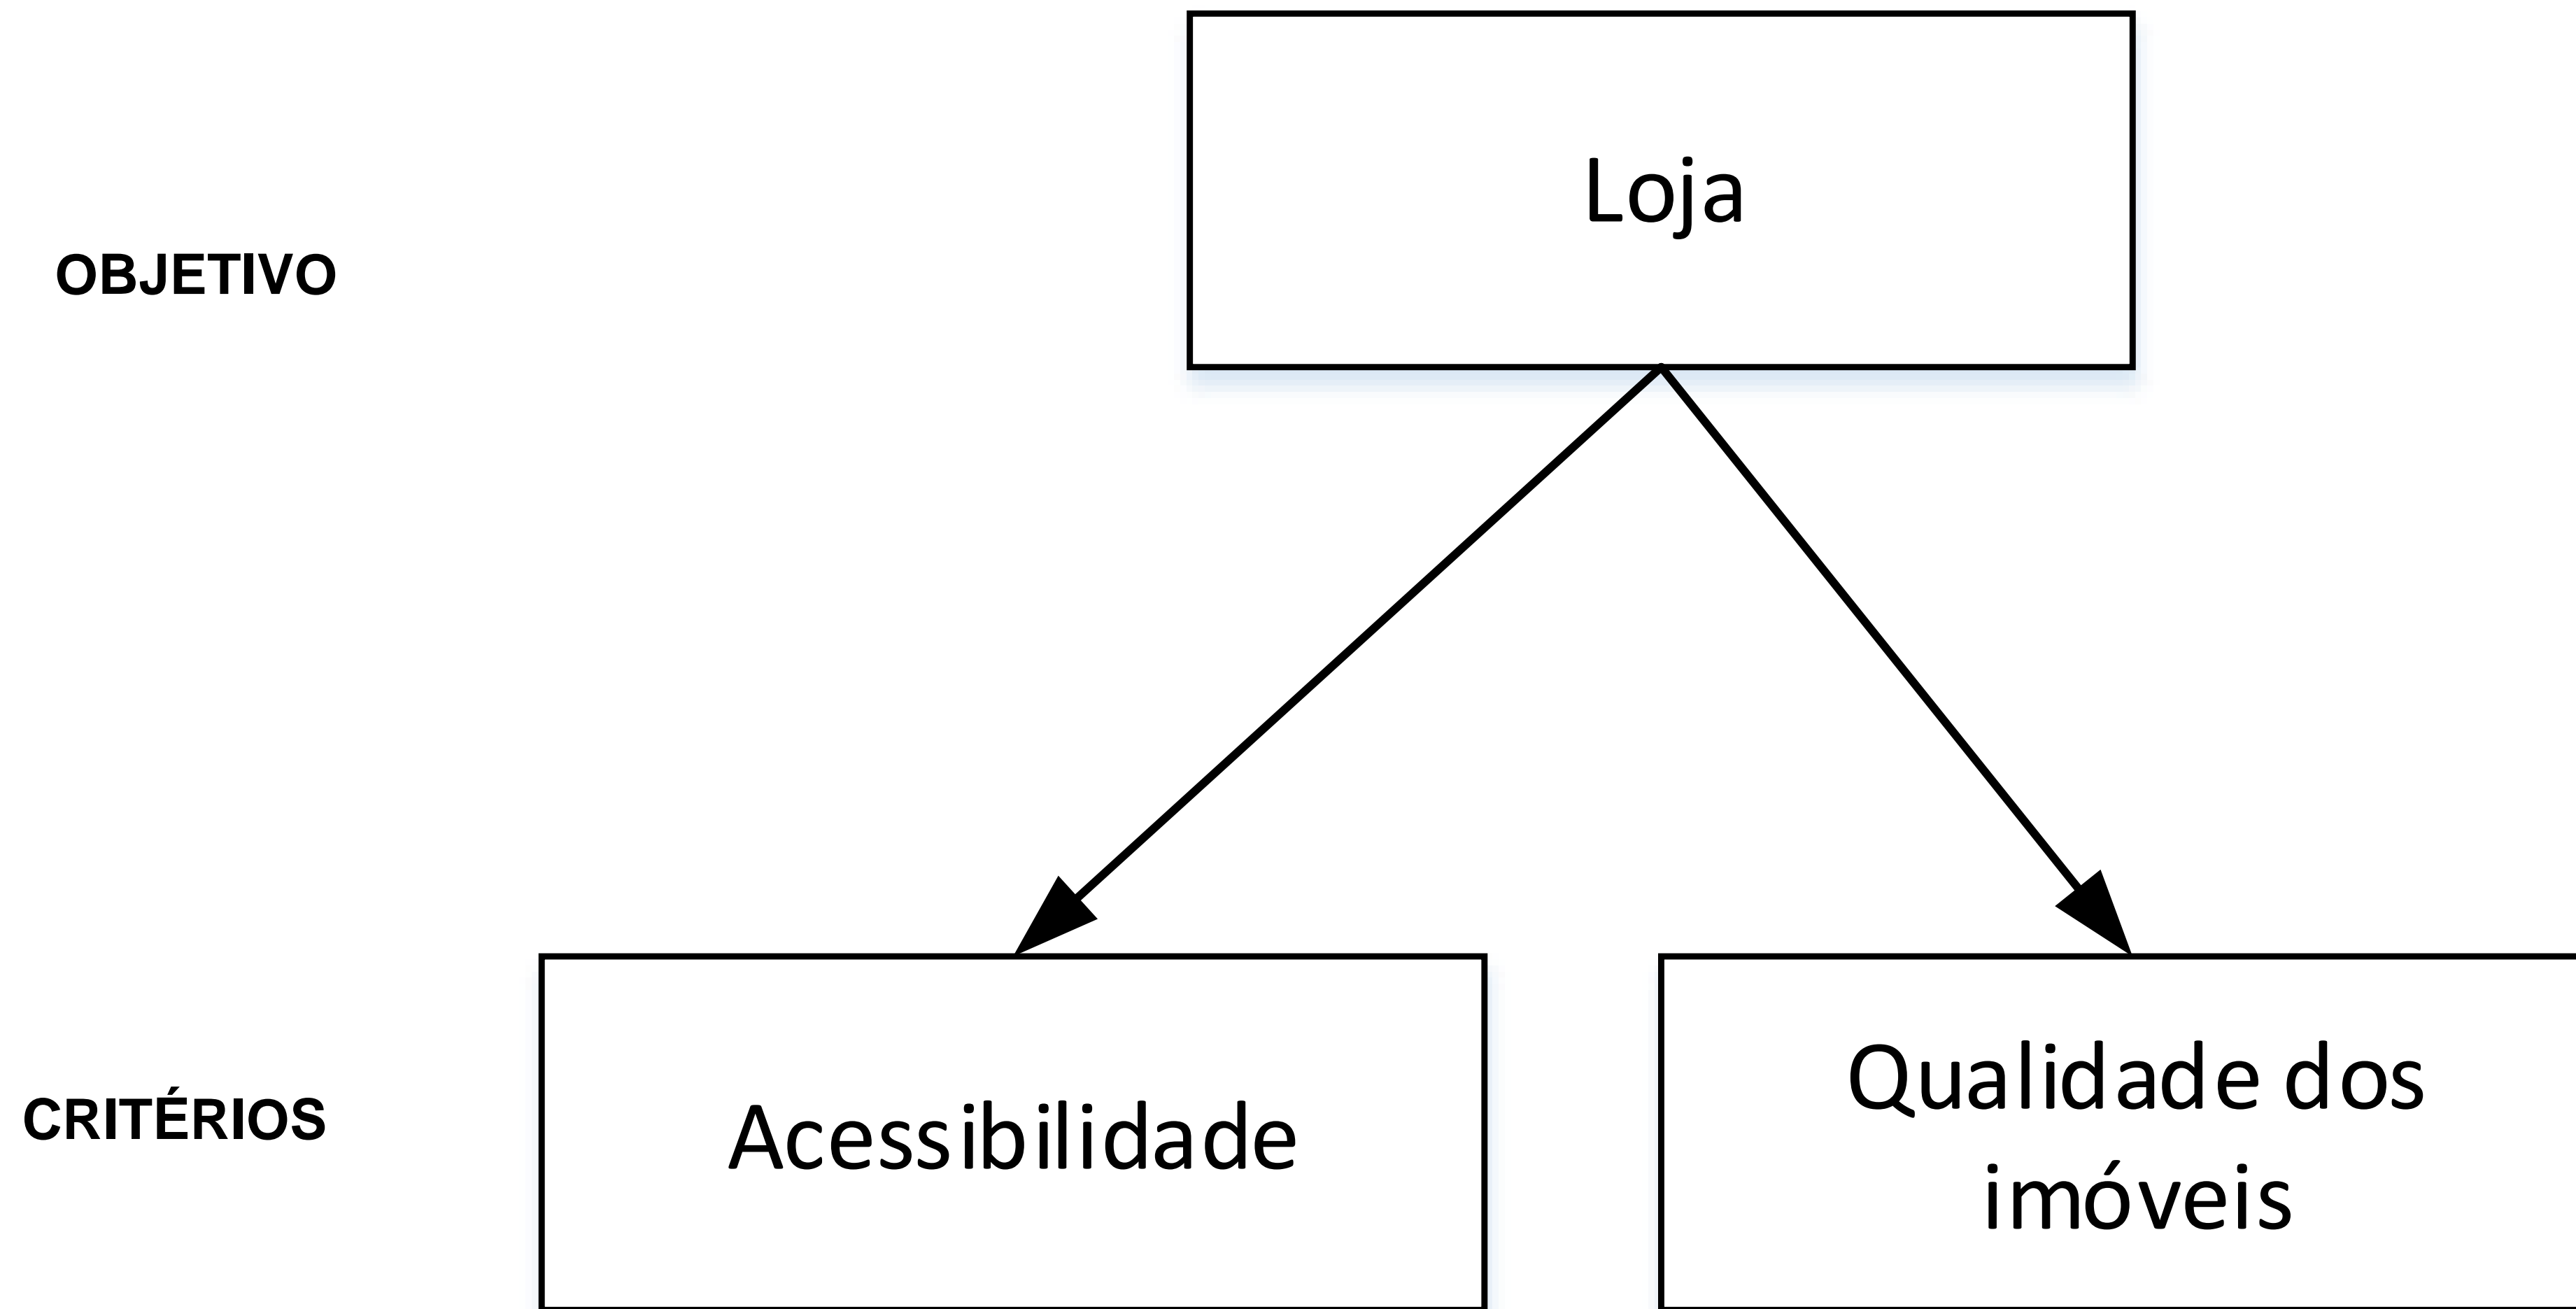 Loja
OBJETIVO
CRITÉRIOS
Acessibilidade
Qualidade dos
imóveis